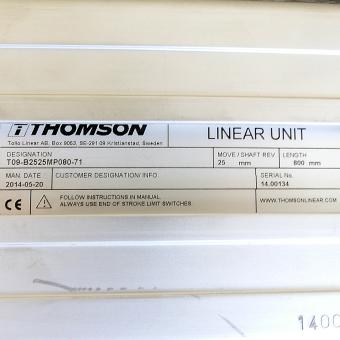 THOMSON
LINEAR UNIT
Tollo Linear AB, Box 9053, SE-291 09 Kristianstad, Sweden
DESIGNATION
T09-B2525MP080-71
MOVE / SHAFT REV.
25 mm
LENGTH
800 mm
MAN. DATE
2014-05-20
CUSTOMER DESIGNATION/ INFO.
SERIAL No.
14.00134
CE
FOLLOW INSTRUCTIONS IN MANUAL.
ALWAYS USE END OF STROKE LIMIT SWITCHES.
WWW.THOMSONLINEAR.COM
1400